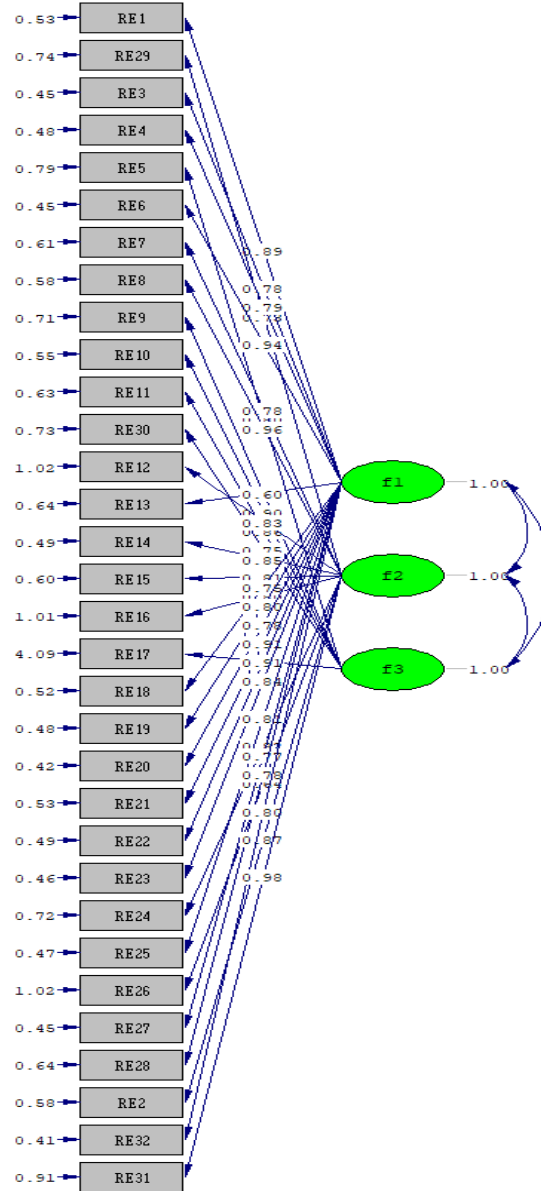 0.53 RE1
0.74 RE29
0.45 RE3
0.48 RE4
0.79 RE5
0.45 RE6
0.61 RE7
0.58 RE8
0.71 RE9
0.55 RE10
0.63 RE11
0.73 RE30
1.02 RE12
0.64 RE13
0.49 RE14
0.60 RE15
1.01 RE16
4.09 RE17
0.52 RE18
0.48 RE19
0.42 RE20
0.53 RE21
0.49 RE22
0.46 RE23
0.72 RE24
0.47 RE25
1.02 RE26
0.45 RE27
0.64 RE28
0.58 RE2
0.41 RE32
0.91 RE31
0.89
0.78
0.79
0.94
0.78
0.96
0.60
0.83
0.85
0.80
0.78
0.91
0.91
0.84
0.77
0.78
0.80
0.87
0.98
f1 1.00
f2 1.00
f3 1.00